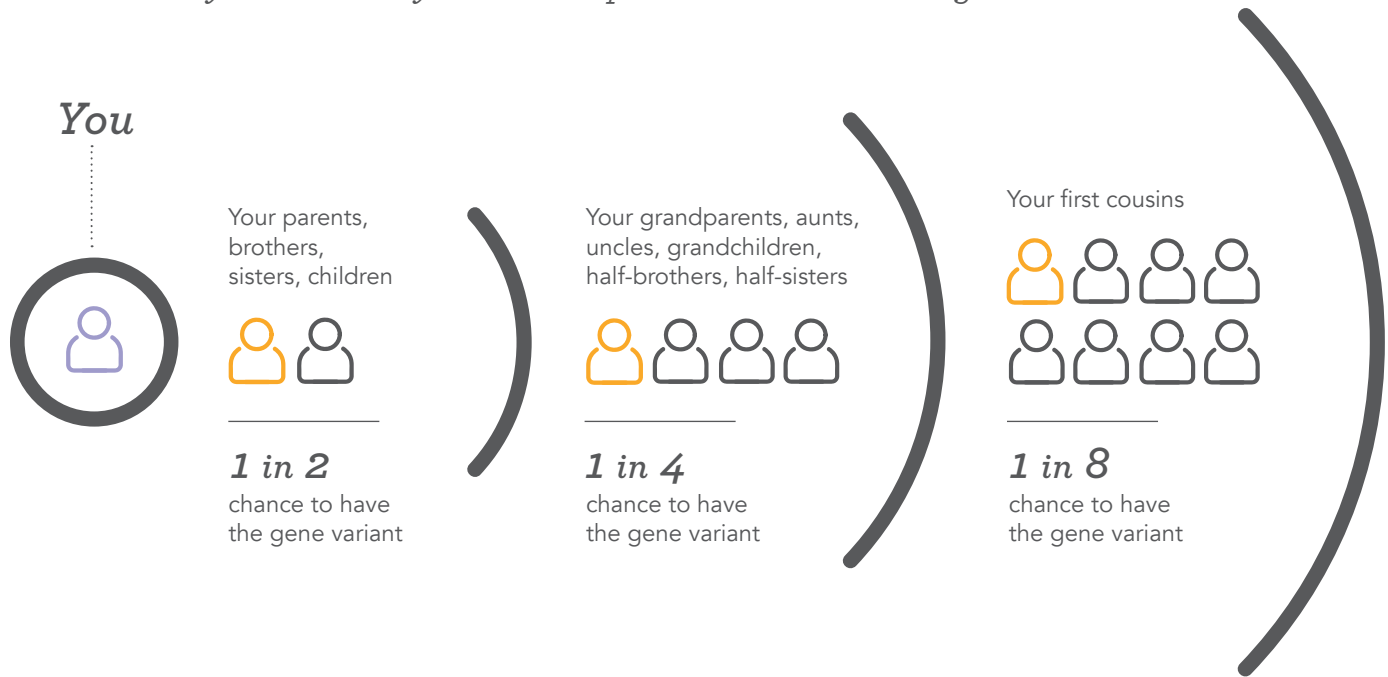 You
Your parents,
brothers,
sisters, children
1 in 2
chance to have
the gene variant
Your grandparents, aunts,
uncles, grandchildren,
half-brothers, half-sisters
1 in 4
chance to have
the gene variant
Your first cousins
1 in 8
chance to have
the gene variant